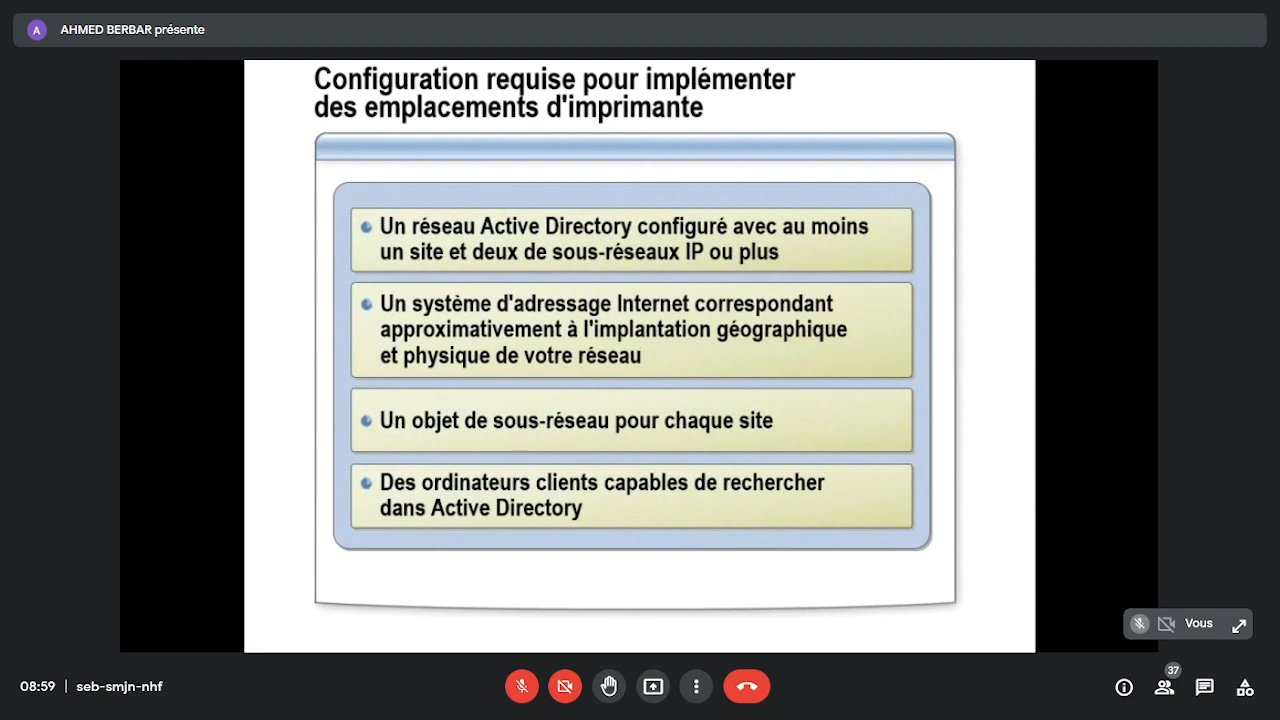 A AHMED BERBAR présente
Configuration requise pour implémenter
des emplacements d'imprimante
Un réseau Active Directory configuré avec au moins
un site et deux de sous-réseaux IP ou plus
Un système d'adressage Internet correspondant
approximativement à l'implantation géographique
et physique de votre réseau
Un objet de sous-réseau pour chaque site
Des ordinateurs clients capables de rechercher
dans Active Directory
Vous
08:59 | seb-smjn-nhf
37